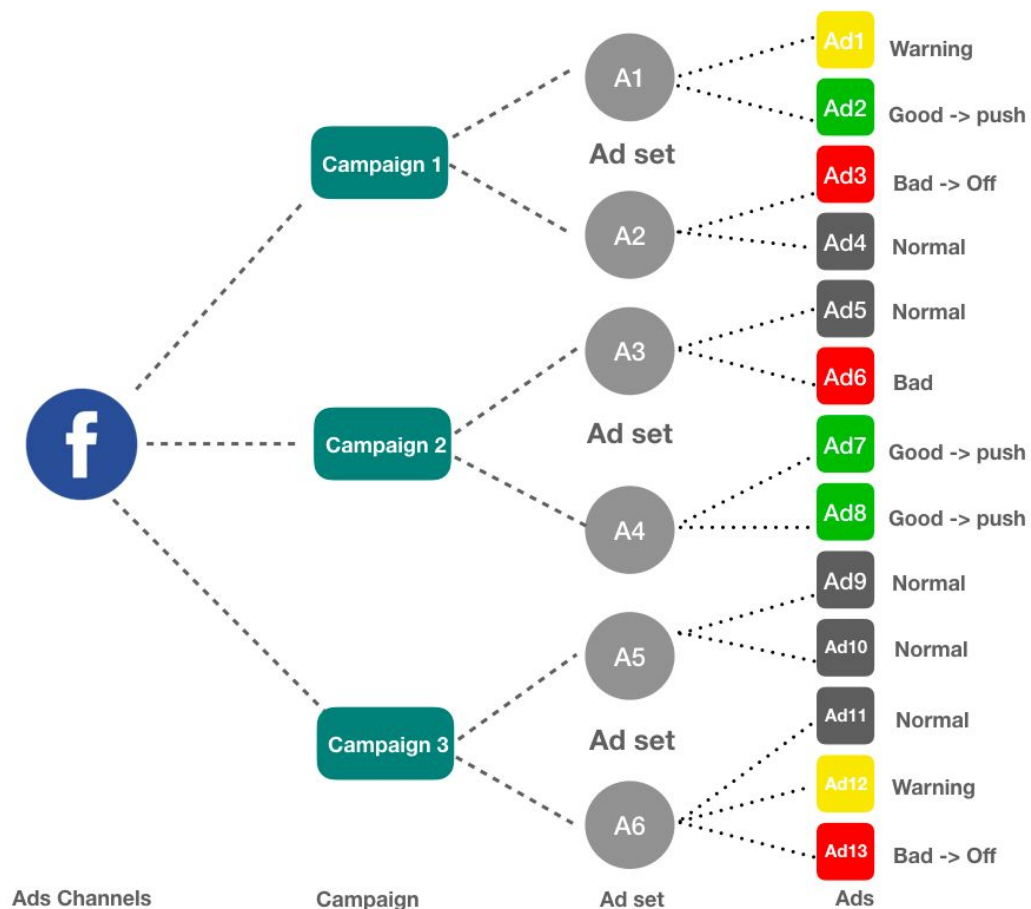 A1
Ad1
Warning
Ad2
Good -> push
Campaign 1
Ad set
Ad3
Bad -> Off
A2
Ad4
Normal
Ad5
Normal
A3
Ad6
Bad
f
Campaign 2
Ad set
Ad7
Good -> push
A4
Ad8
Good -> push
Ad9
Normal
A5
Ad10
Normal
Campaign 3
Ad set
Ad11
Normal
A6
Ad12
Warning
Ad13
Bad -> Off
Ads Channels
Campaign
Ad set
Ads